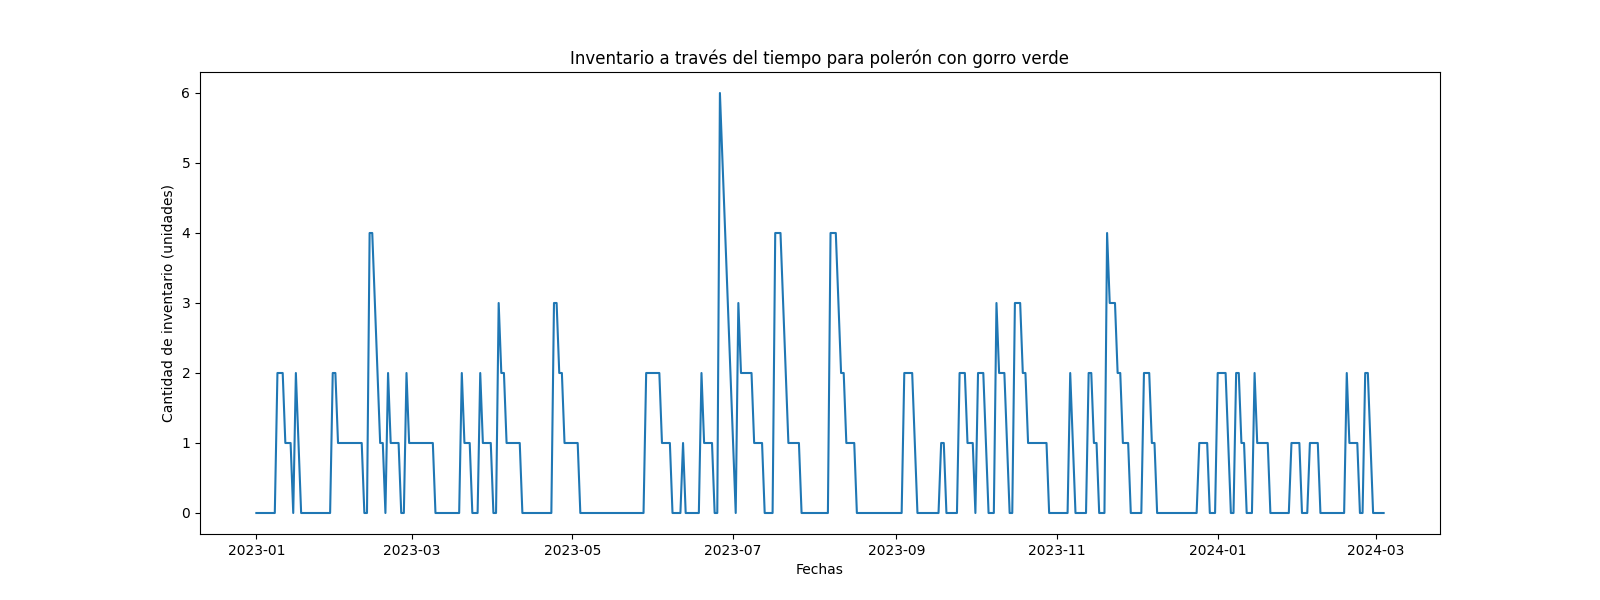 Inventario a través del tiempo para polerón con gorro verde
Cantidad de inventario (unidades)
6
5
4
3
2
1
0
2023-01 2023-03 2023-05 2023-07 2023-09 2023-11 2024-01 2024-03
Fechas